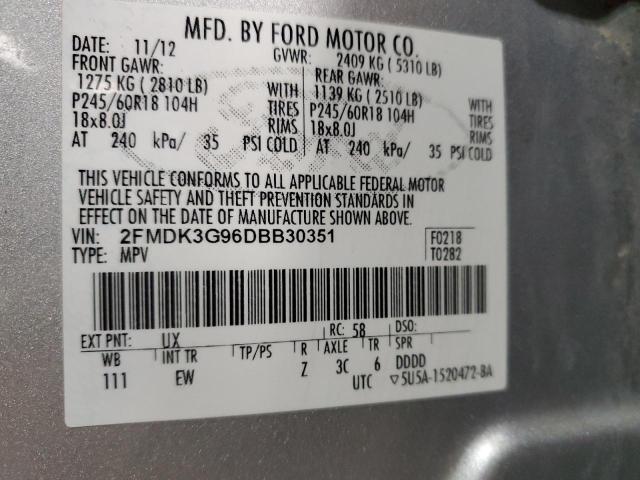 MFD. BY FORD MOTOR CO.
DATE: 11/12 GVWR: 2409 KG ( 5310 LB)
FRONT GAWR: REAR GAWR:
1275 KG ( 2810 LB) WITH 1139 KG ( 2510 LB) WITH
P245/60R18 104H TIRES P245/60R18 104H TIRES
18x8.0J RIMS 18x8.0J RIMS
AT 240 kPa/ 35 PSI COLD AT 240 kPa/ 35 PSI COLD
THIS VEHICLE CONFORMS TO ALL APPLICABLE FEDERAL MOTOR
VEHICLE SAFETY AND THEFT PREVENTION STANDARDS IN
EFFECT ON THE DATE OF MANUFACTURE SHOWN ABOVE.
VIN: 2FMDK3G96DBB30351 F0218
TYPE: MPV T0282
EXT PNT: UX RC: 58 DSO:
WB INT TR TP/PS R AXLE TR SPR
111 EW Z 3C 6 DDDD
UTC ▽5U5A-1520472-BA